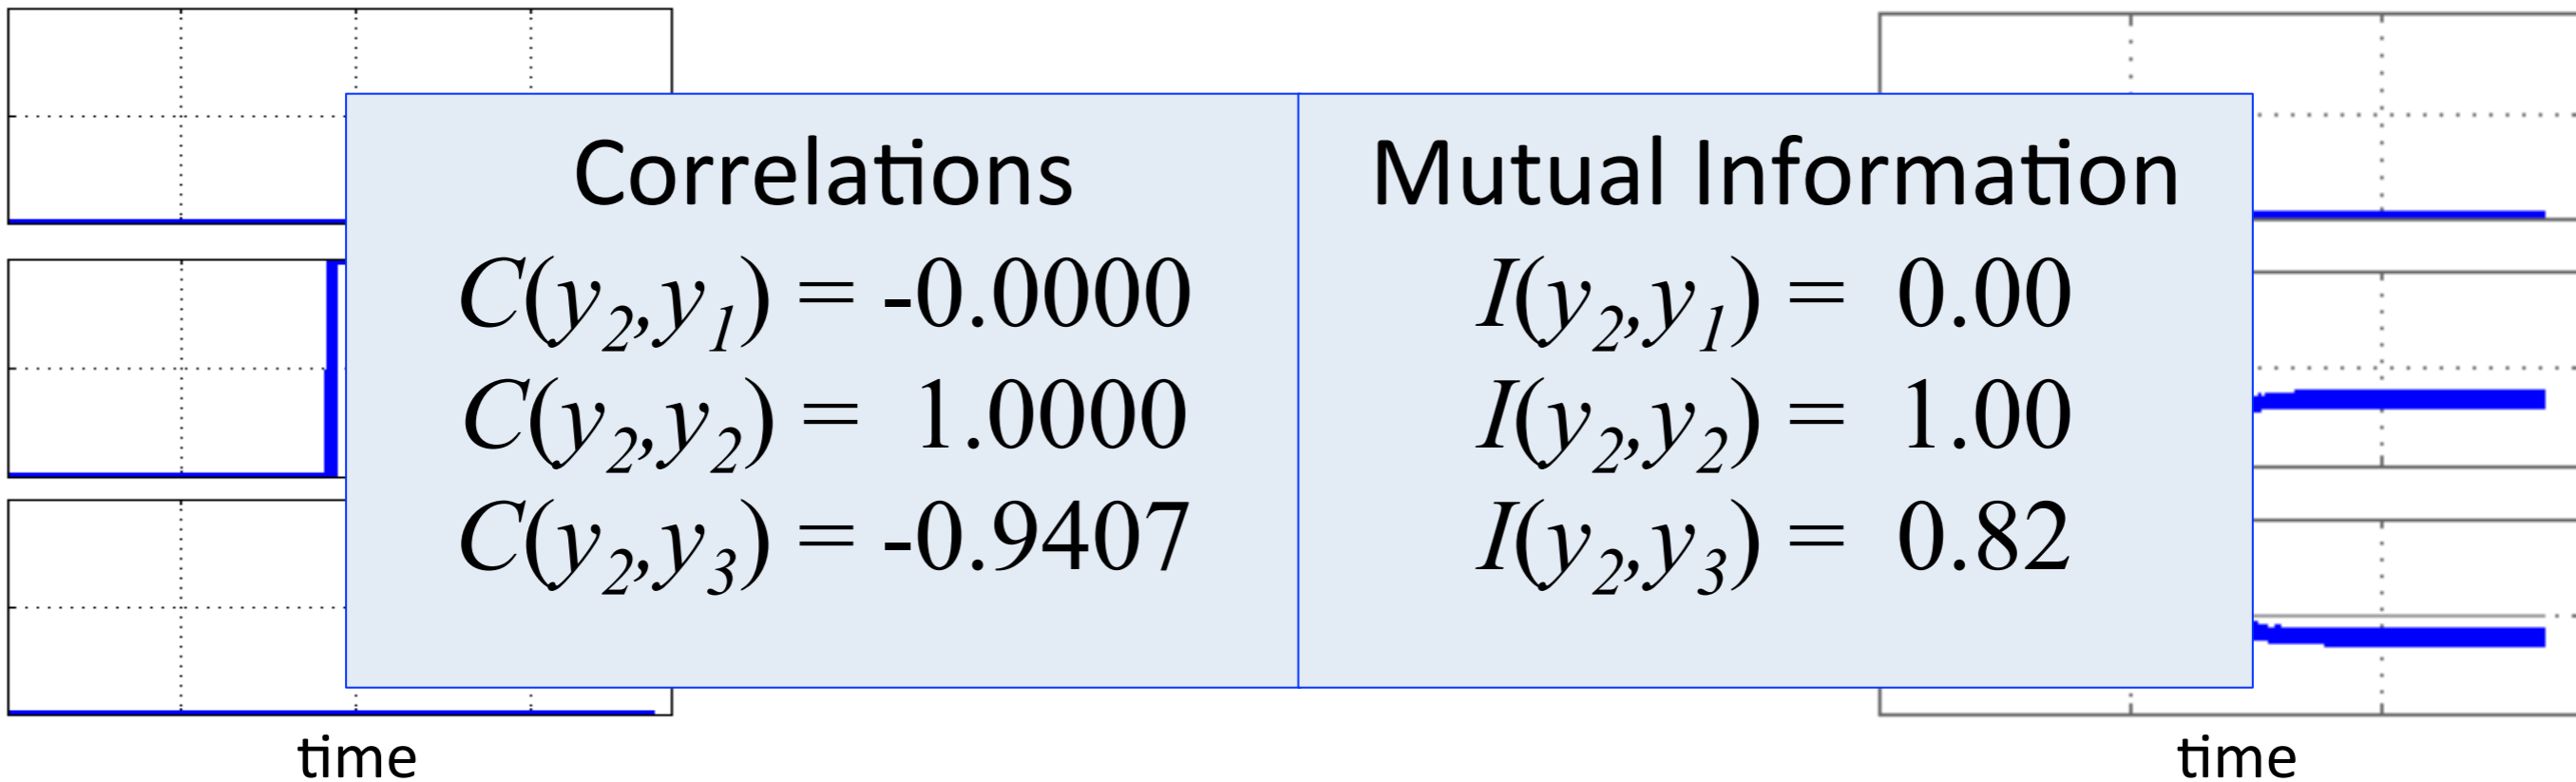 Correlations
C(y₂,y₁) = -0.0000
C(y₂,y₂) = 1.0000
C(y₂,y₃) = -0.9407
Mutual Information
I(y₂,y₁) = 0.00
I(y₂,y₂) = 1.00
I(y₂,y₃) = 0.82
time
time